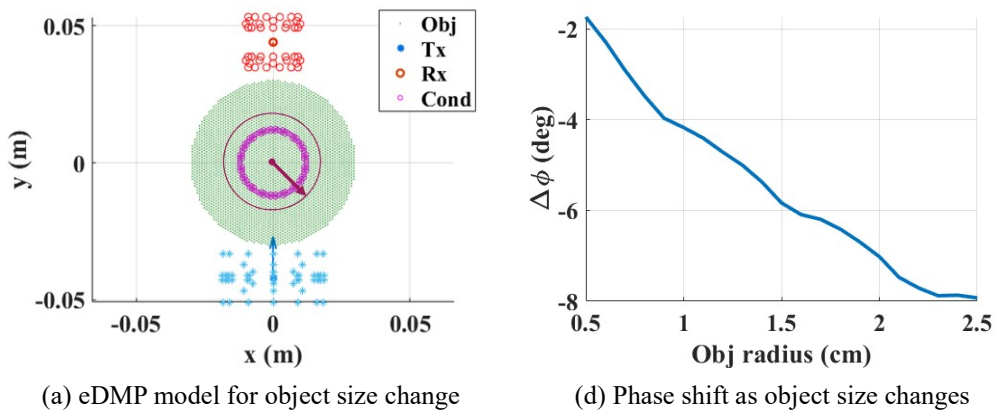 0.05
0
-0.05
y (m)
-0.05
0
0.05
x (m)
Obj
Tx
Rx
Cond
(a) eDMP model for object size change
-2
-4
-6
-8
Δϕ (deg)
0.5
1
1.5
2
2.5
Obj radius (cm)
(d) Phase shift as object size changes